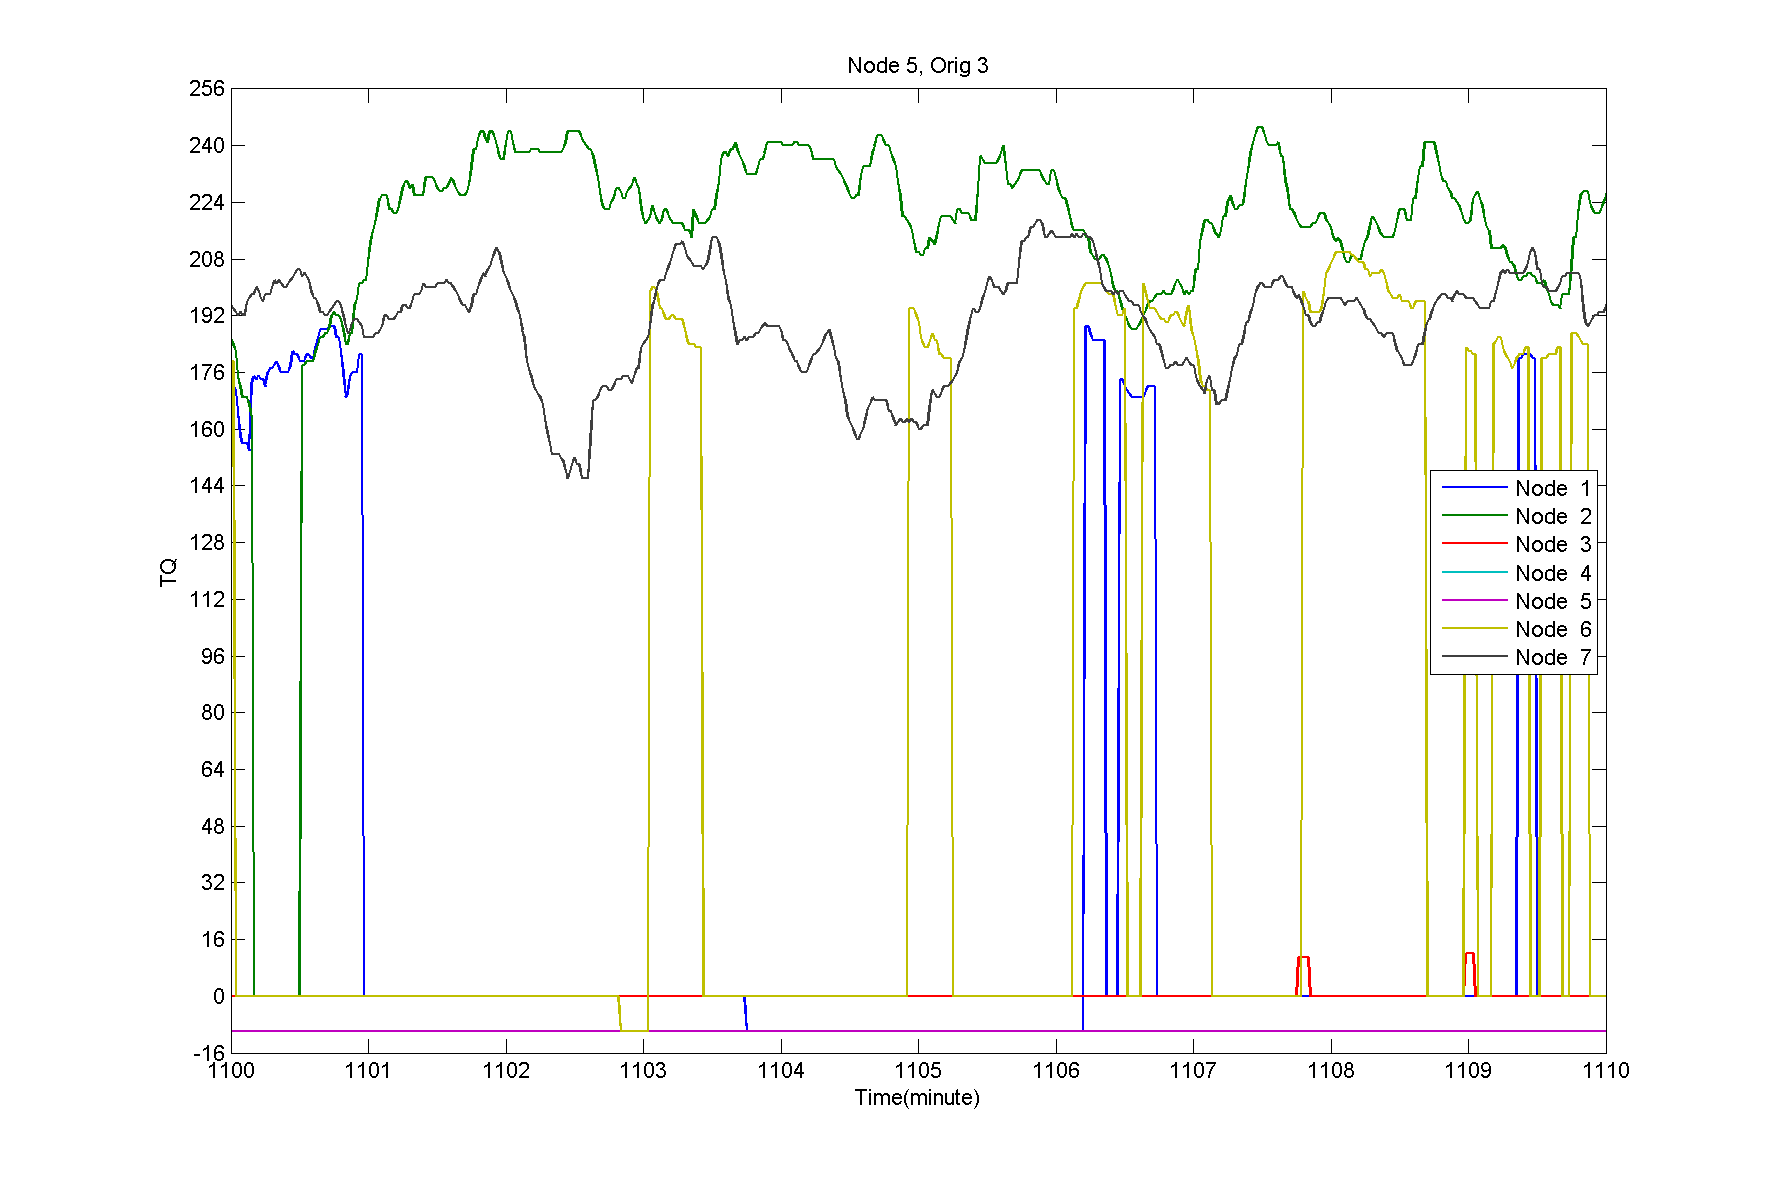 Node 5, Orig 3
256
240
224
208
192
176
160
144
128
112
96
80
64
48
32
16
0
-16
TQ
Node 1
Node 2
Node 3
Node 4
Node 5
Node 6
Node 7
1100 1101 1102 1103 1104 1105 1106 1107 1108 1109 1110
Time(minute)